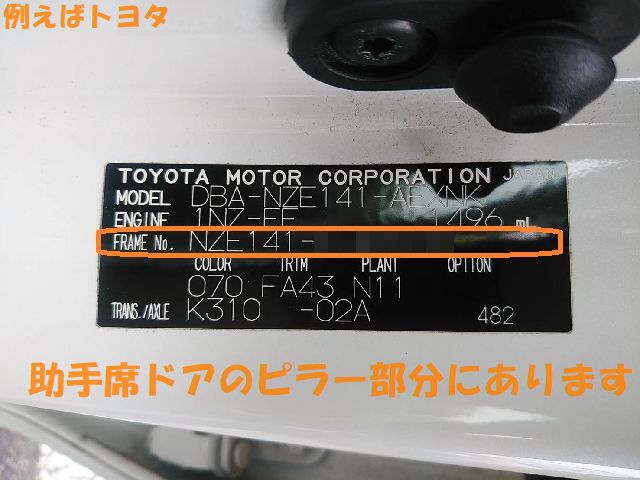 例えばトヨタ
TOYOTA MOTOR CORPORATION JAPAN
MODEL DBA-NZE141-AEXNK
ENGINE 1NZ-FE 1496 mL
FRAME No. NZE141-
COLOR TRIM PLANT OPTION
070 FA43 N11
TRANS./AXLE K310 -02A 482
助手席ドアのピラー部分にあります